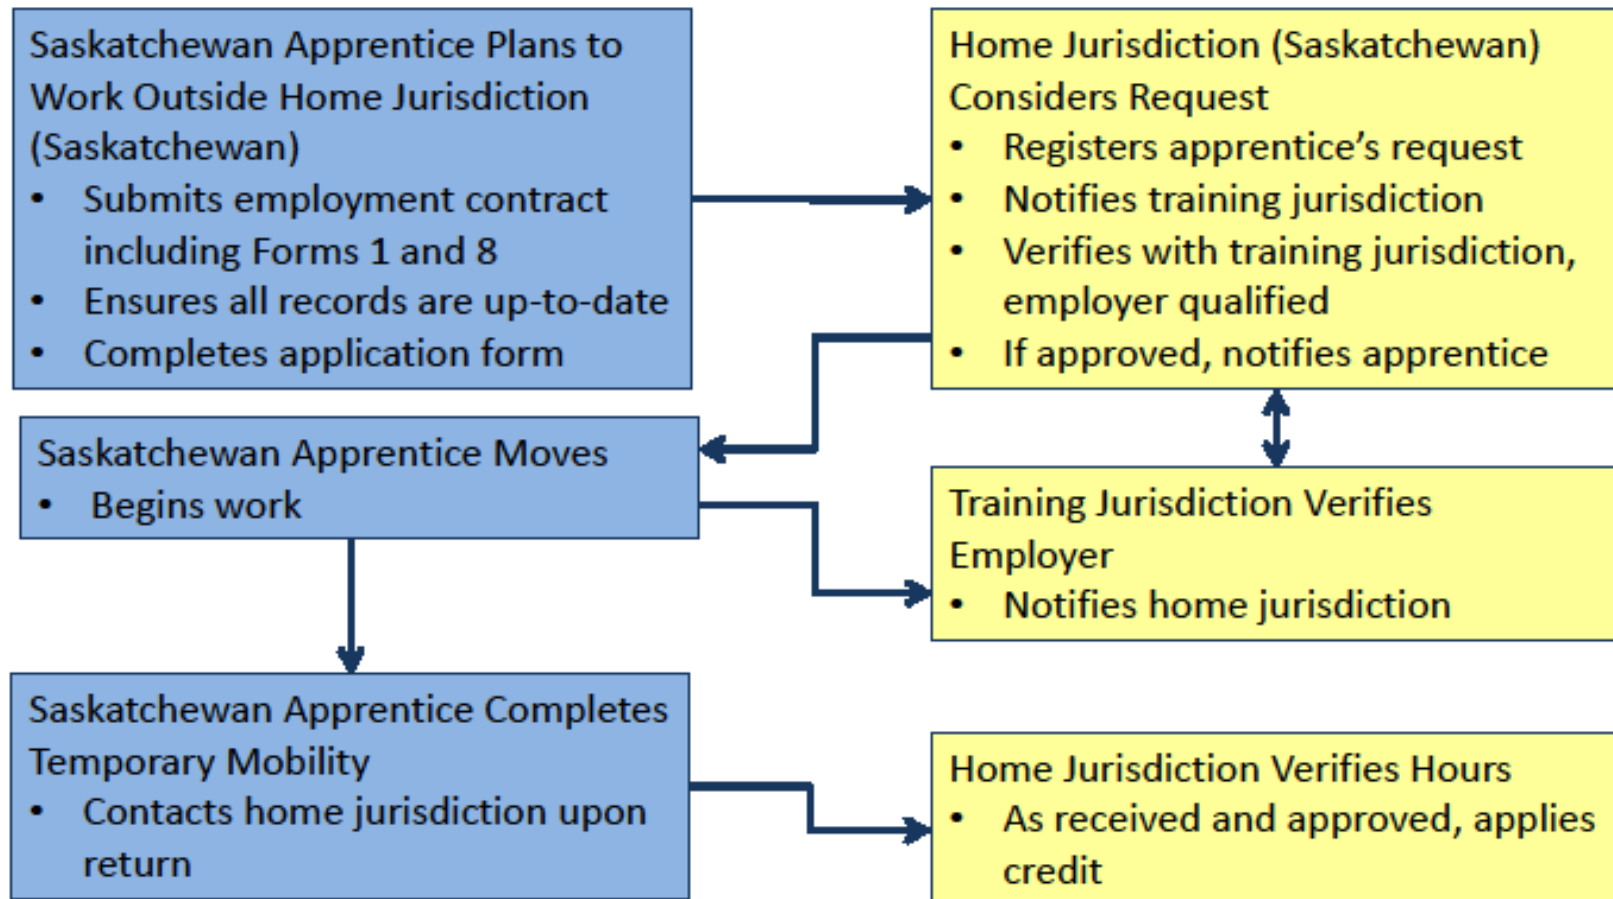 Saskatchewan Apprentice Plans to
Work Outside Home Jurisdiction
(Saskatchewan)
• Submits employment contract
including Forms 1 and 8
• Ensures all records are up-to-date
• Completes application form
Home Jurisdiction (Saskatchewan)
Considers Request
• Registers apprentice’s request
• Notifies training jurisdiction
• Verifies with training jurisdiction,
employer qualified
• If approved, notifies apprentice
Saskatchewan Apprentice Moves
• Begins work
Training Jurisdiction Verifies
Employer
• Notifies home jurisdiction
Saskatchewan Apprentice Completes
Temporary Mobility
• Contacts home jurisdiction upon
return
Home Jurisdiction Verifies Hours
• As received and approved, applies
credit